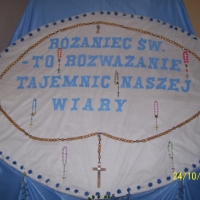 RÓŻANIEC ŚW.
- TO ROZWAŻANIE
TAJEMNIC NASZEJ
WIARY